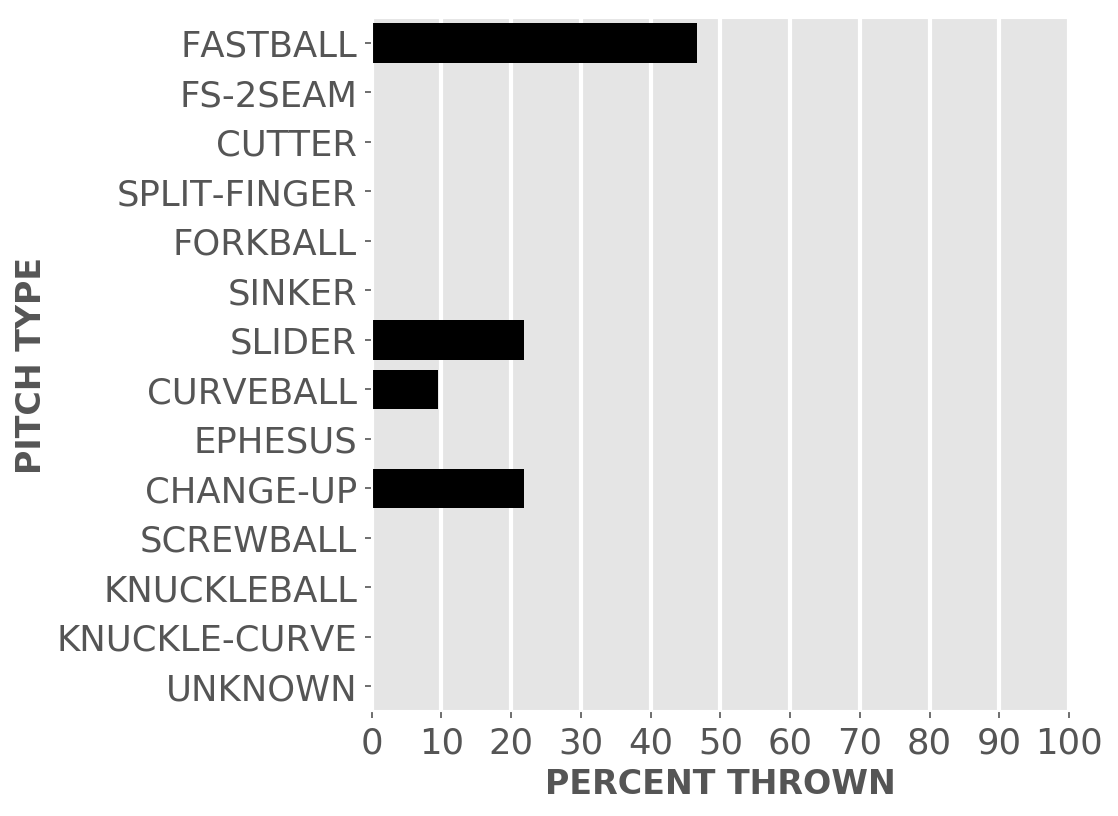 FASTBALL
FS-2SEAM
CUTTER
SPLIT-FINGER
FORKBALL
SINKER
SLIDER
CURVEBALL
EPHESUS
CHANGE-UP
SCREWBALL
KNUCKLEBALL
KNUCKLE-CURVE
UNKNOWN
PITCH TYPE
0 10 20 30 40 50 60 70 80 90 100
PERCENT THROWN